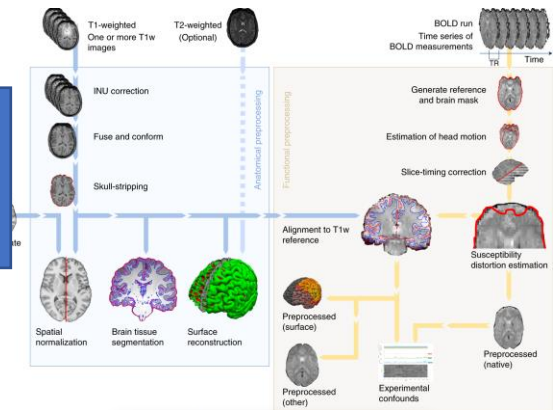 T1-weighted
One or more T1w
images
T2-weighted
(Optional)
BOLD run
Time series of
BOLD measurements
TR
Time
INU correction
Fuse and conform
Skull-stripping
Anatomical preprocessing
Functional preprocessing
Generate reference
and brain mask
Estimation of head motion
Slice-timing correction
Alignment to T1w
reference
Susceptibility
distortion estimation
Spatial
normalization
Brain tissue
segmentation
Surface
reconstruction
Preprocessed
(surface)
Preprocessed
(other)
Experimental
confounds
Preprocessed
(native)